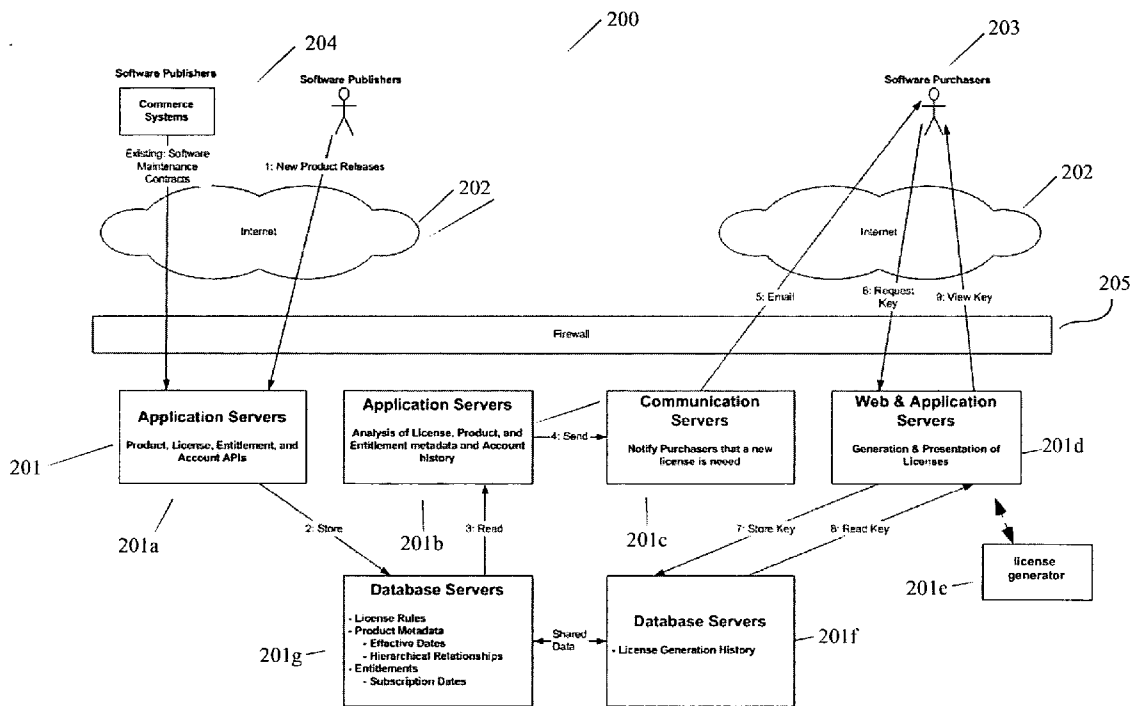 200
204
203
Software Publishers
Software Publishers
Software Purchasers
Commerce
Systems
Existing: Software
Maintenance
Contracts
1: New Product Releases
202
202
Internet
Internet
5: Email
6: Request
Key
9: View Key
205
Firewall
Application Servers
Product, License, Entitlement, and
Account APIs
Application Servers
Analysis of License, Product, and
Entitlement metadata and Account
history
4: Send
Communication
Servers
Notify Purchasers that a new
license is neeed
Web & Application
Servers
Generation & Presentation of
Licenses
201
201d
201a
2: Store
201b
3: Read
201c
7: Store Key
8: Read Key
license
generator
201e
Database Servers
- License Rules
- Product Metadata
- Effective Dates
- Hierarchical Relationships
- Entitlements
- Subscription Dates
201g
Shared
Data
Database Servers
- License Generation History
201f